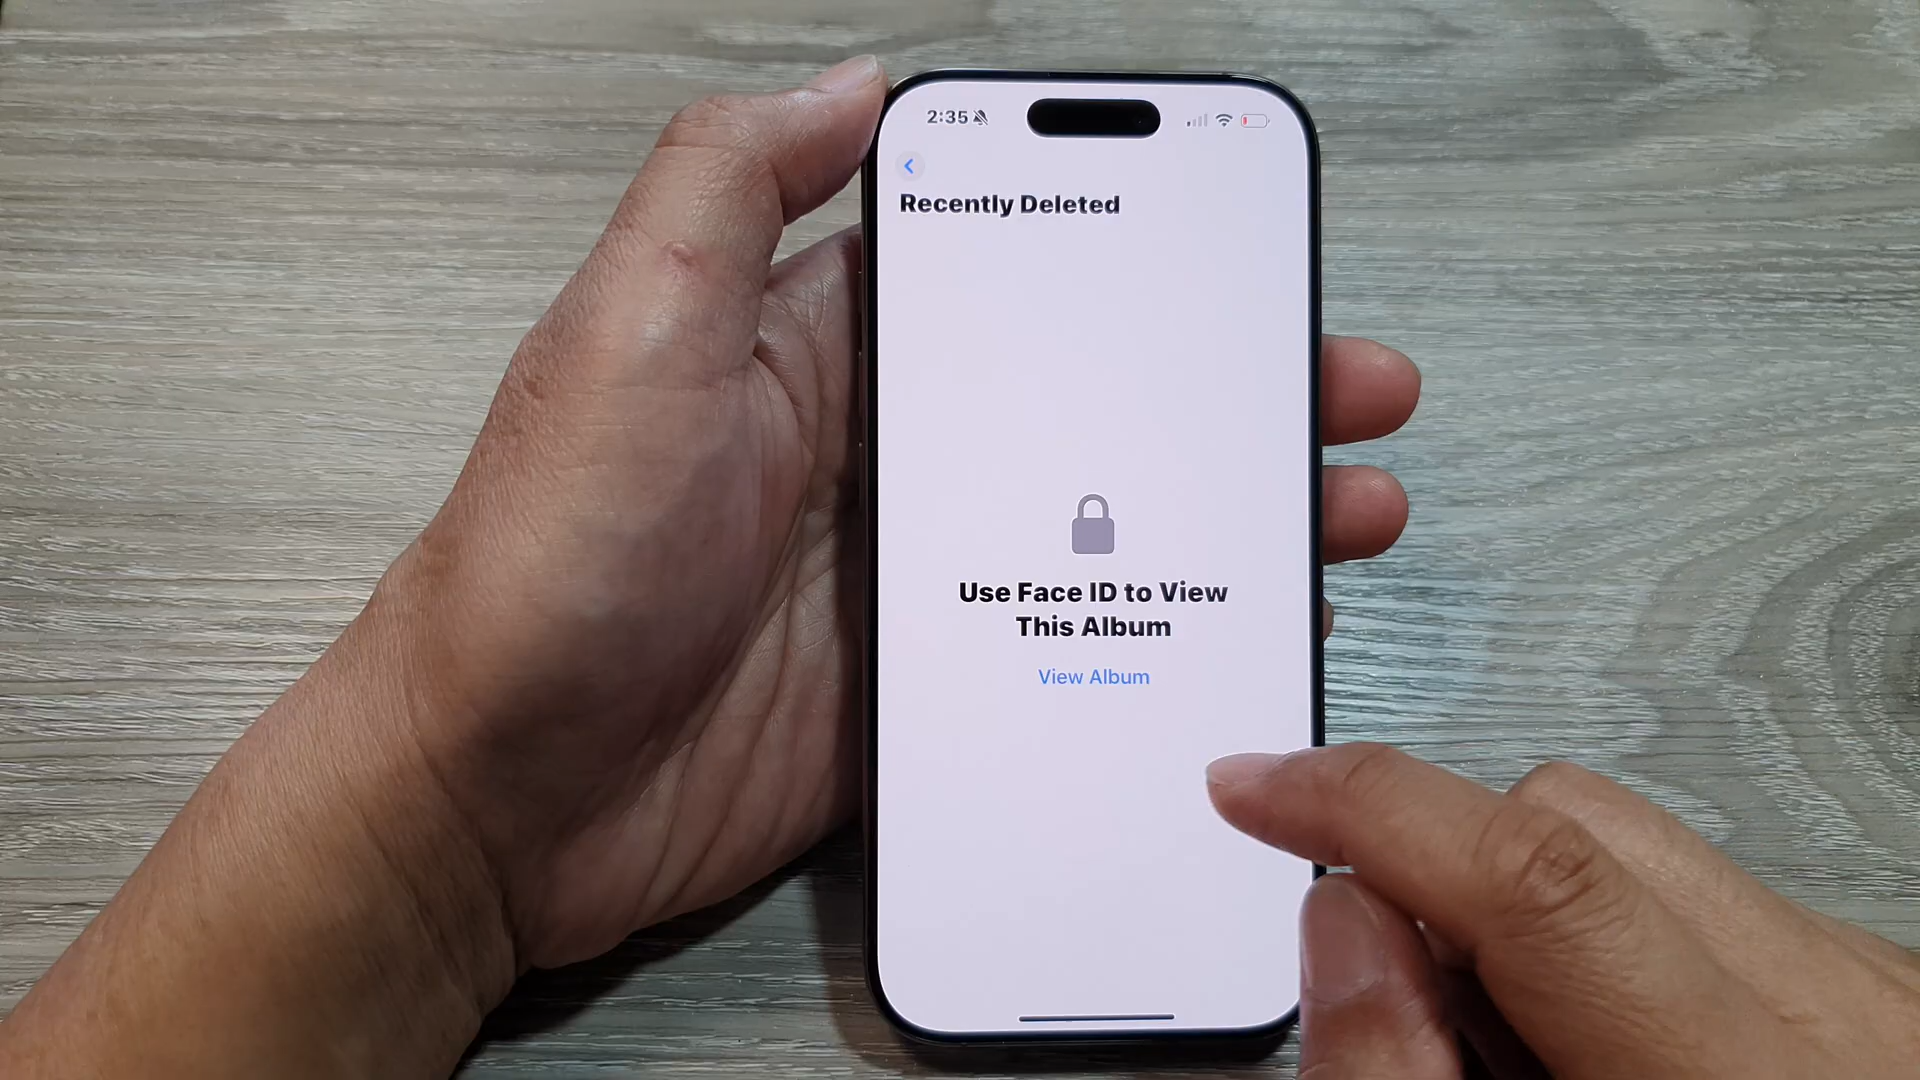 2:35
Recently Deleted
Use Face ID to View
This Album
View Album